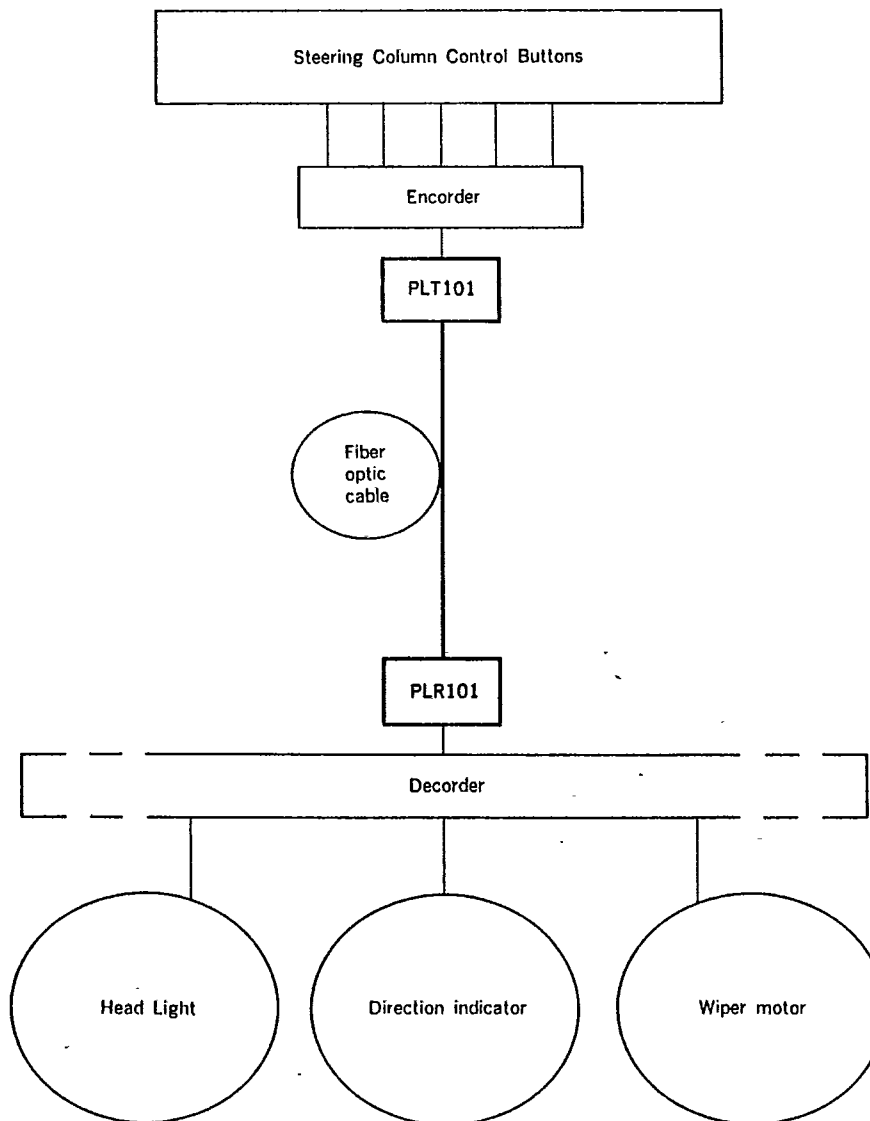 Steering Column Control Buttons
Encorder
PLT101
Fiber
optic
cable
PLR101
Decorder
Head Light
Direction indicator
Wiper motor